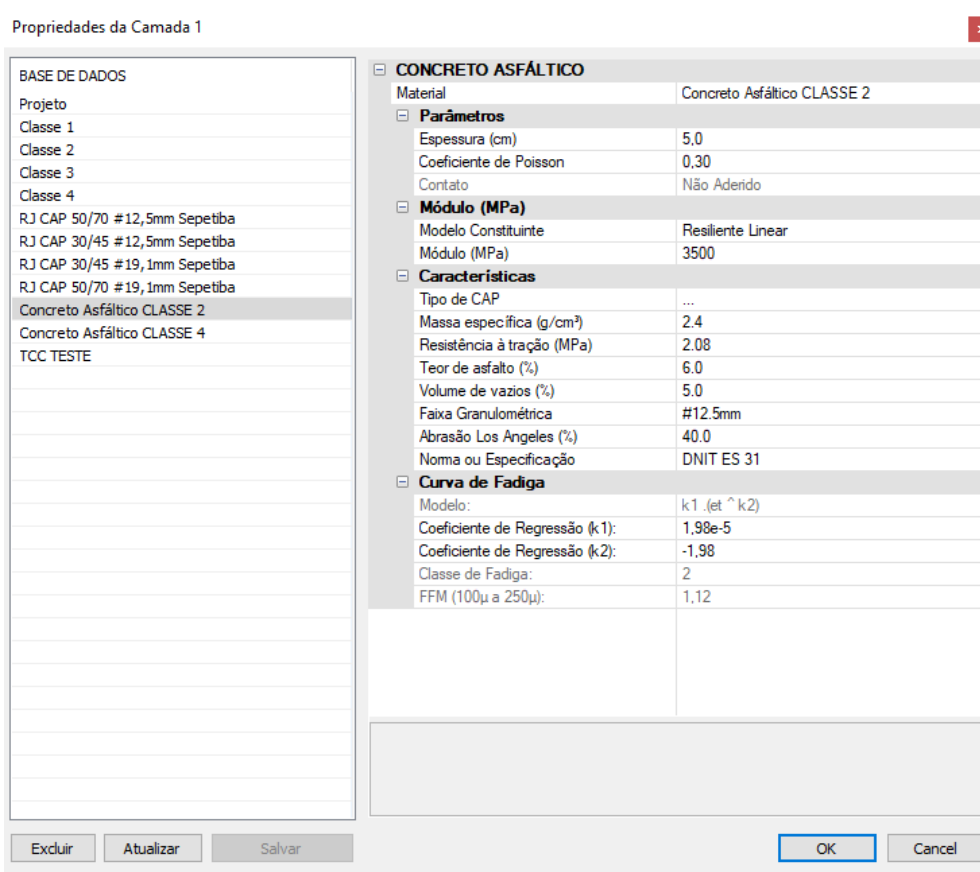 Propriedades da Camada 1
BASE DE DADOS
Projeto
Classe 1
Classe 2
Classe 3
Classe 4
RJ CAP 50/70 #12,5mm Sepetiba
RJ CAP 30/45 #12,5mm Sepetiba
RJ CAP 30/45 #19,1mm Sepetiba
RJ CAP 50/70 #19,1mm Sepetiba
Concreto Asfáltico CLASSE 2
Concreto Asfáltico CLASSE 4
TCC TESTE
CONCRETO ASFÁLTICO
Material Concreto Asfáltico CLASSE 2
Parâmetros
Espessura (cm) 5,0
Coeficiente de Poisson 0,30
Contato Não Aderido
Módulo (MPa)
Modelo Constituinte Resiliente Linear
Módulo (MPa) 3500
Características
Tipo de CAP ...
Massa específica (g/cm³) 2.4
Resistência à tração (MPa) 2.08
Teor de asfalto (%) 6.0
Volume de vazios (%) 5.0
Faixa Granulométrica #12.5mm
Abrasão Los Angeles (%) 40.0
Norma ou Especificação DNIT ES 31
Curva de Fadiga
Modelo: k1 .(et ^ k2)
Coeficiente de Regressão (k1): 1,98e-5
Coeficiente de Regressão (k2): -1,98
Classe de Fadiga: 2
FFM (100µ a 250µ): 1,12
Excluir Atualizar Salvar OK Cancel